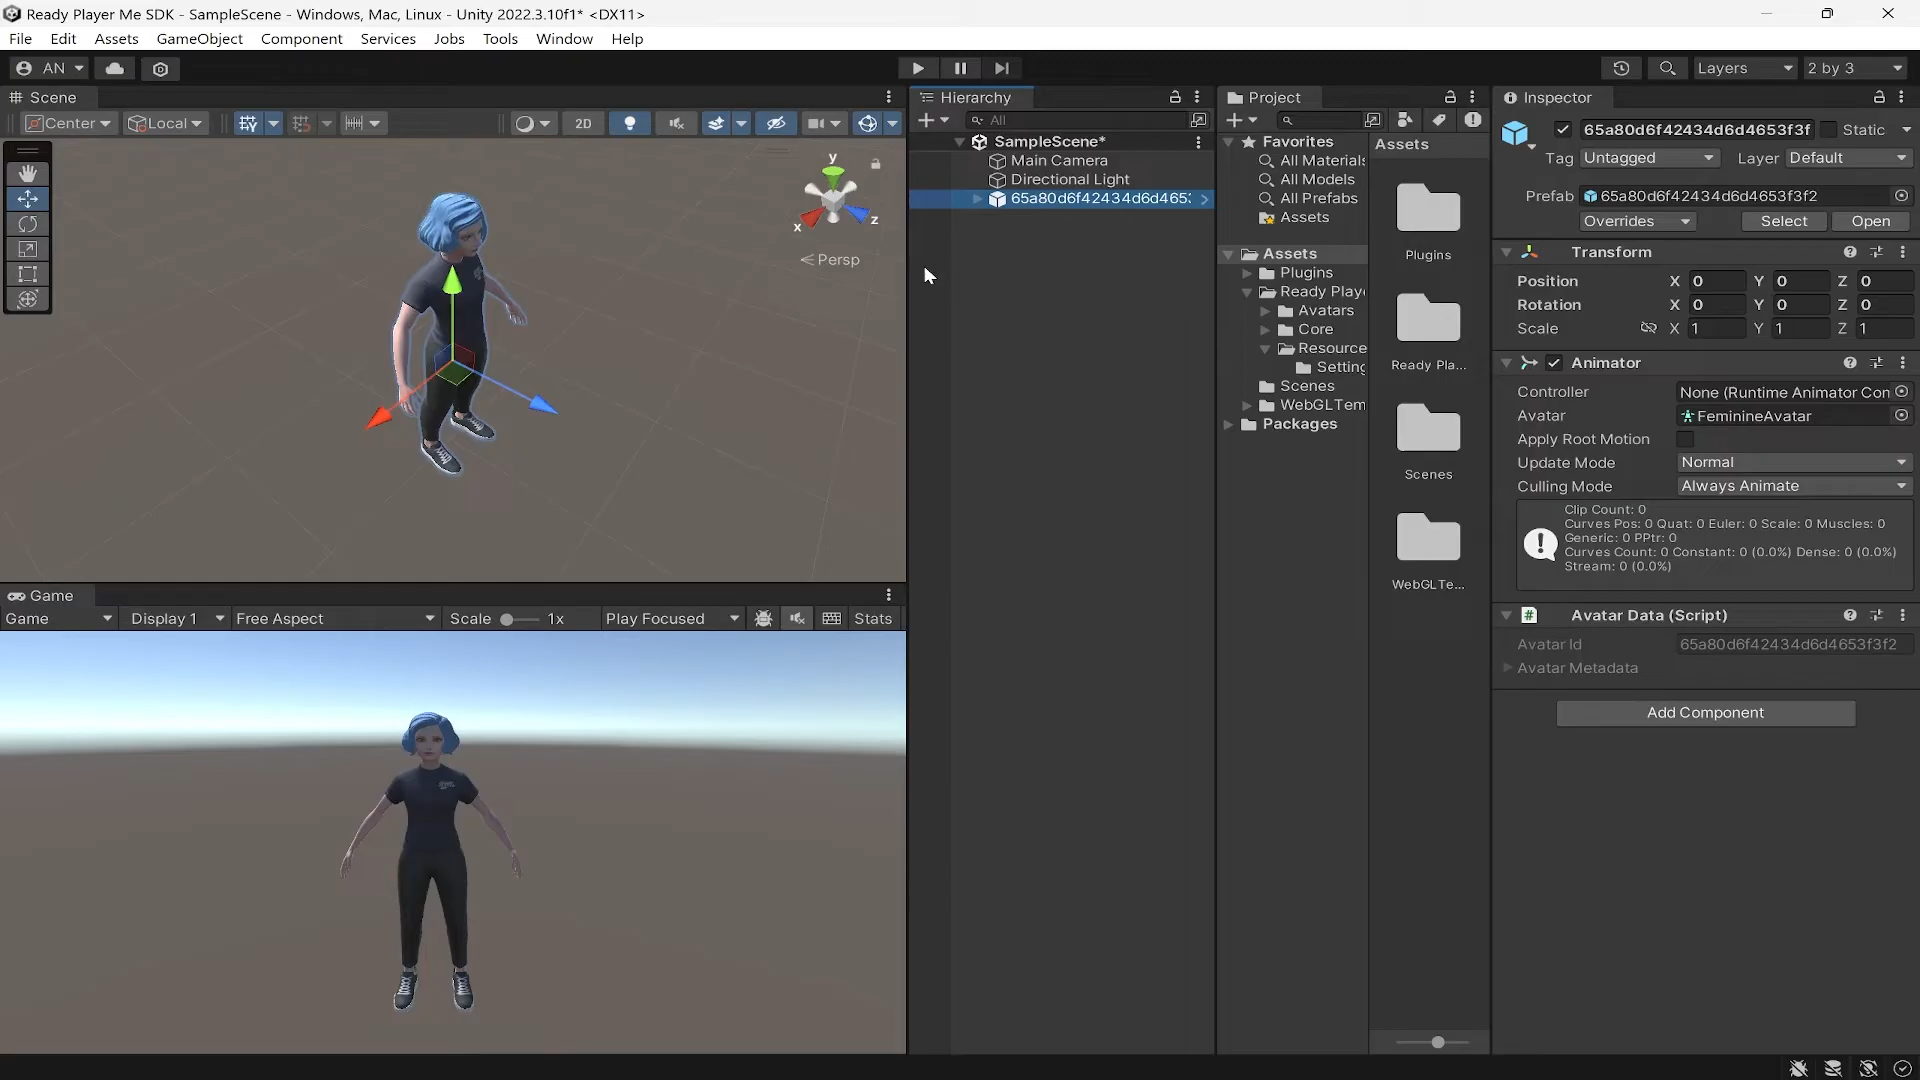 Ready Player Me SDK - SampleScene - Windows, Mac, Linux - Unity 2022.3.10f1* <DX11>
File Edit Assets GameObject Component Services Jobs Tools Window Help
AN
Layers
2 by 3
Scene
Center
Local
2D
y
x
z
Persp
Game
Game
Display 1
Free Aspect
Scale
1x
Play Focused
Stats
Hierarchy
All
SampleScene*
Main Camera
Directional Light
65a80d6f42434d6d465
Project
Favorites
All Materials
All Models
All Prefabs
Assets
Assets
Plugins
Ready Playe
Avatars
Core
Resource
Setting
Scenes
WebGLTem
Packages
Assets
Plugins
Ready Pla...
Scenes
WebGLTe...
Inspector
65a80d6f42434d6d4653f3f
Static
Tag Untagged
Layer Default
Prefab 65a80d6f42434d6d4653f3f2
Overrides
Select
Open
Transform
Position X 0 Y 0 Z 0
Rotation X 0 Y 0 Z 0
Scale X 1 Y 1 Z 1
Animator
Controller None (Runtime Animator Con
Avatar FeminineAvatar
Apply Root Motion
Update Mode Normal
Culling Mode Always Animate
Clip Count: 0
Curves Pos: 0 Quat: 0 Euler: 0 Scale: 0 Muscles: 0
Generic: 0 PPtr: 0
Curves Count: 0 Constant: 0 (0.0%) Dense: 0 (0.0%)
Stream: 0 (0.0%)
Avatar Data (Script)
Avatar Id 65a80d6f42434d6d4653f3f2
Avatar Metadata
Add Component